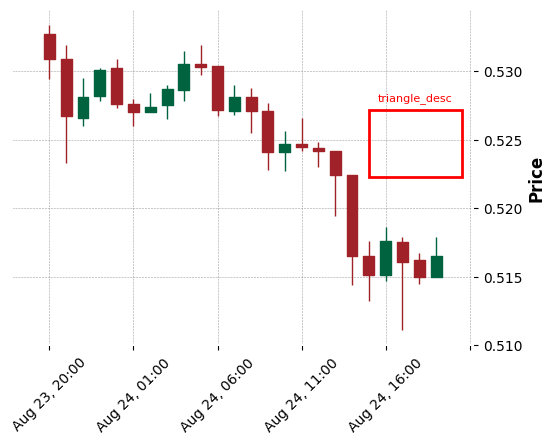 triangle_desc
0.530
0.525
0.520
0.515
0.510
Price
Aug 23, 20:00
Aug 24, 01:00
Aug 24, 06:00
Aug 24, 11:00
Aug 24, 16:00